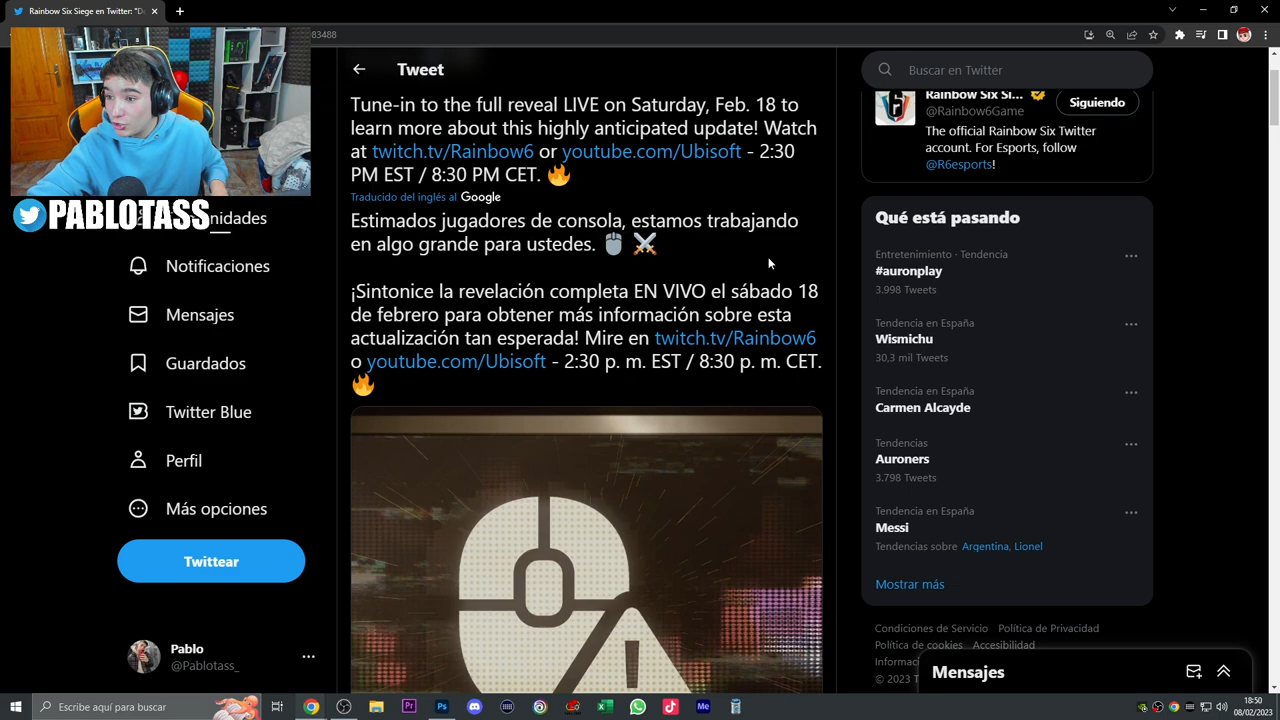 Rainbow Six Siege en Twitter: "De
83488
PABLOTASS
nidades
Notificaciones
Mensajes
Guardados
Twitter Blue
Perfil
Más opciones
Twittear
Pablo
@Pablotass_
Tweet
Tune-in to the full reveal LIVE on Saturday, Feb. 18 to
learn more about this highly anticipated update! Watch
at twitch.tv/Rainbow6 or youtube.com/Ubisoft - 2:30
PM EST / 8:30 PM CET. 🔥
Traducido del inglés al Google
Estimados jugadores de consola, estamos trabajando
en algo grande para ustedes. 🖱️ ⚔️
¡Sintonice la revelación completa EN VIVO el sábado 18
de febrero para obtener más información sobre esta
actualización tan esperada! Mire en twitch.tv/Rainbow6
o youtube.com/Ubisoft - 2:30 p. m. EST / 8:30 p. m. CET.
🔥
Buscar en Twitter
Rainbow Six Si...
@Rainbow6Game
Siguiendo
The official Rainbow Six Twitter
account. For Esports, follow
@R6esports!
Qué está pasando
Entretenimiento · Tendencia
#auronplay
3.998 Tweets
Tendencia en España
Wismichu
30,3 mil Tweets
Tendencia en España
Carmen Alcayde
Tendencias
Auroners
3.798 Tweets
Tendencia en España
Messi
Tendencias sobre Argentina, Lionel
Mostrar más
Condiciones de Servicio Política de Privacidad
Política de cookies Accesibilidad
Informac
© 2023 T
Mensajes
Escribe aquí para buscar
18:50
08/02/2023